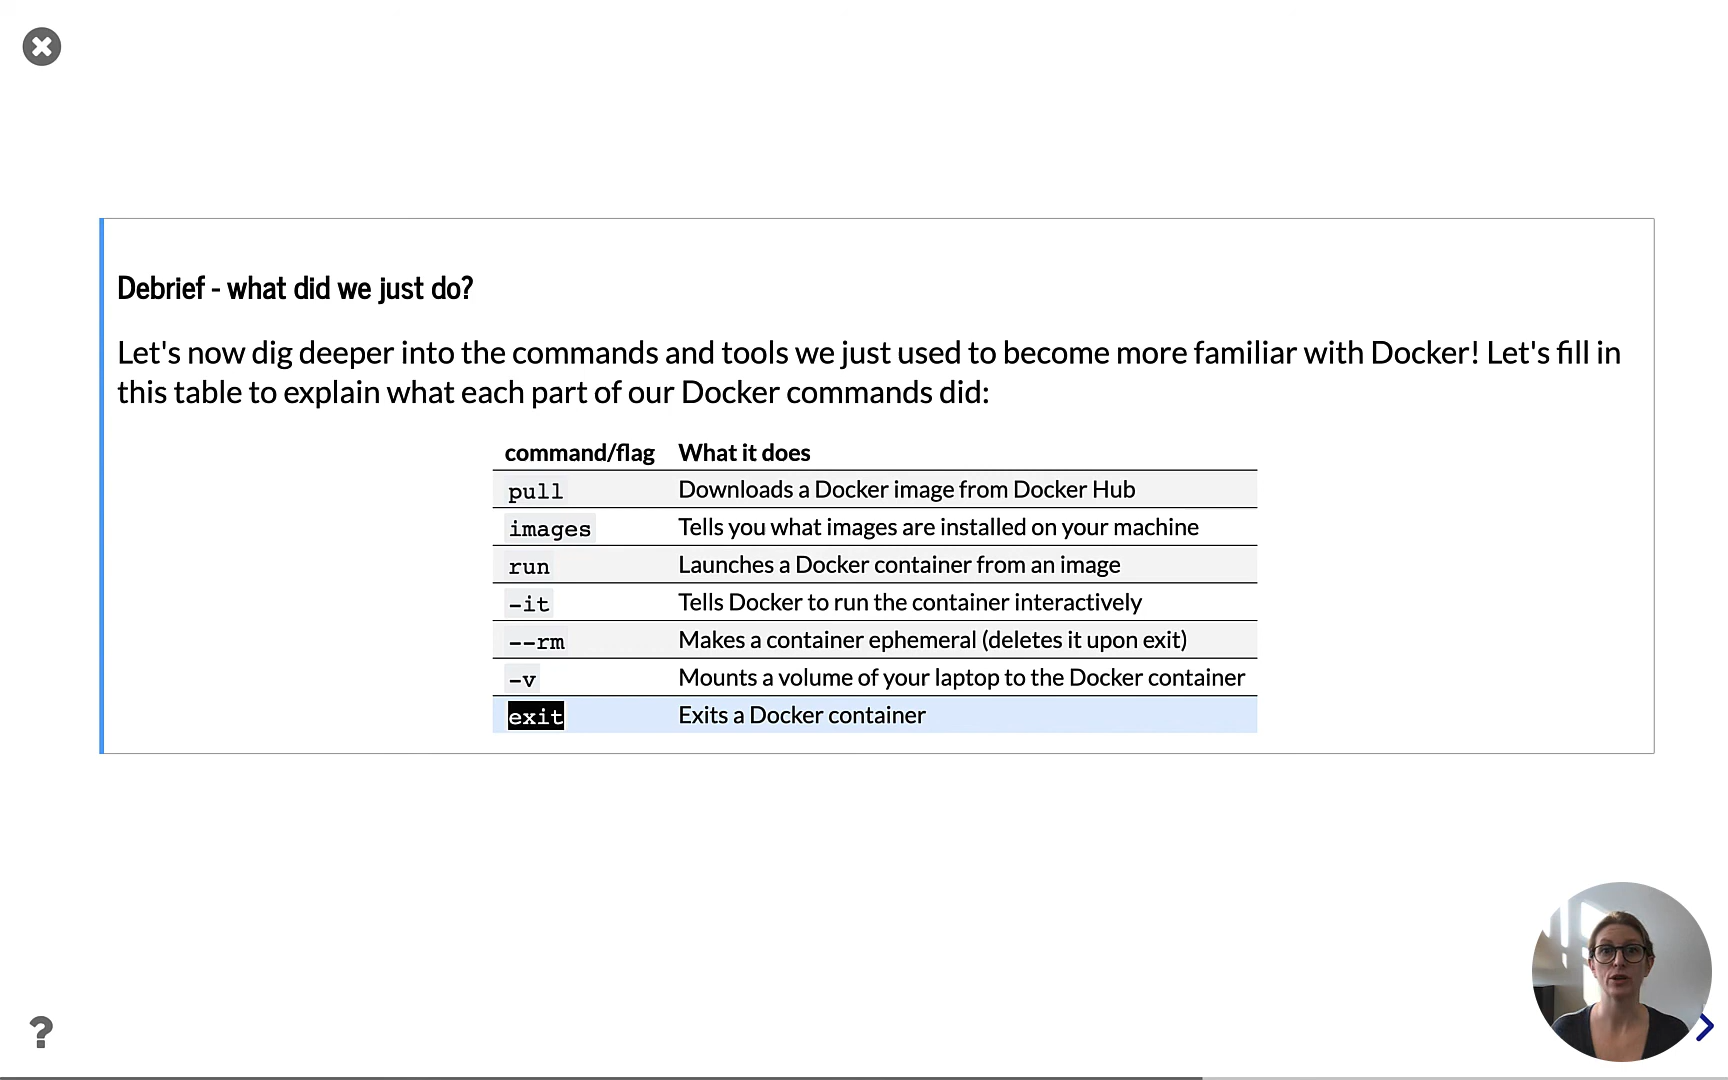 Debrief - what did we just do?
Let's now dig deeper into the commands and tools we just used to become more familiar with Docker! Let's fill in
this table to explain what each part of our Docker commands did:
command/flag What it does
pull Downloads a Docker image from Docker Hub
images Tells you what images are installed on your machine
run Launches a Docker container from an image
-it Tells Docker to run the container interactively
--rm Makes a container ephemeral (deletes it upon exit)
-v Mounts a volume of your laptop to the Docker container
exit Exits a Docker container
?